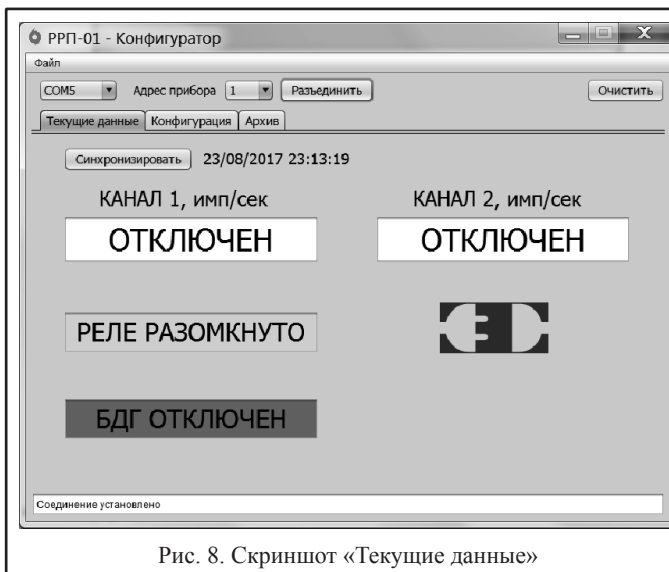 РРП-01 - Конфигуратор
Файл
COM5 Адрес прибора 1 Разъединить Очистить
Текущие данные Конфигурация Архив
Синхронизировать 23/08/2017 23:13:19
КАНАЛ 1, имп/сек КАНАЛ 2, имп/сек
ОТКЛЮЧЕН ОТКЛЮЧЕН
РЕЛЕ РАЗОМКНУТО
БДГ ОТКЛЮЧЕН
Соединение установлено
Рис. 8. Скриншот «Текущие данные»